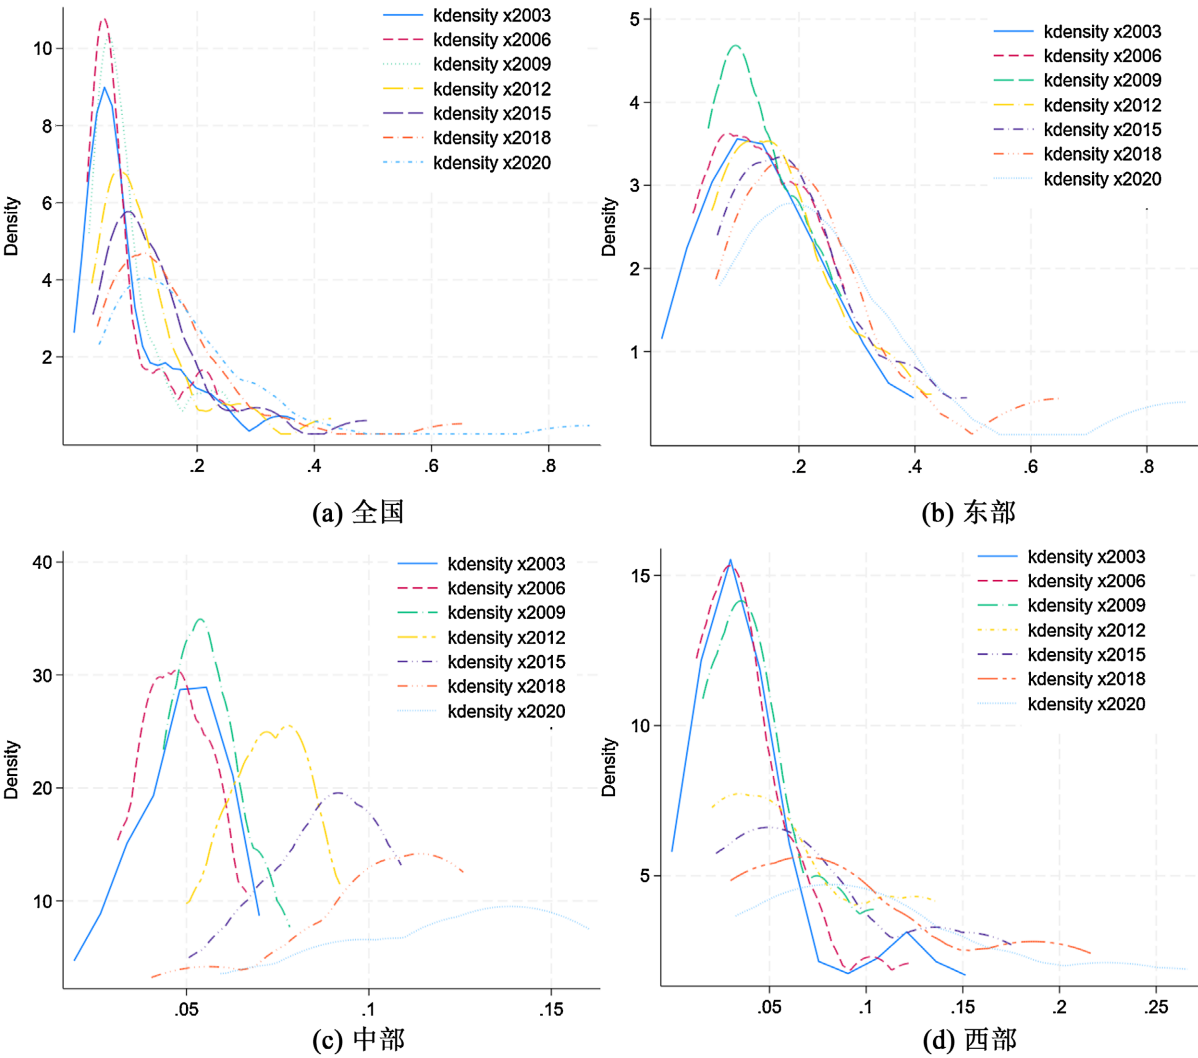 kdensity x2003
kdensity x2006
kdensity x2009
kdensity x2012
kdensity x2015
kdensity x2018
kdensity x2020
10
8
6
4
2
Density
.2 .4 .6 .8
(a) 全国
kdensity x2003
kdensity x2006
kdensity x2009
kdensity x2012
kdensity x2015
kdensity x2018
kdensity x2020
5
4
3
2
1
Density
.2 .4 .6 .8
(b) 东部
kdensity x2003
kdensity x2006
kdensity x2009
kdensity x2012
kdensity x2015
kdensity x2018
kdensity x2020
40
30
20
10
Density
.05 .1 .15
(c) 中部
kdensity x2003
kdensity x2006
kdensity x2009
kdensity x2012
kdensity x2015
kdensity x2018
kdensity x2020
15
10
5
Density
.05 .1 .15 .2 .25
(d) 西部